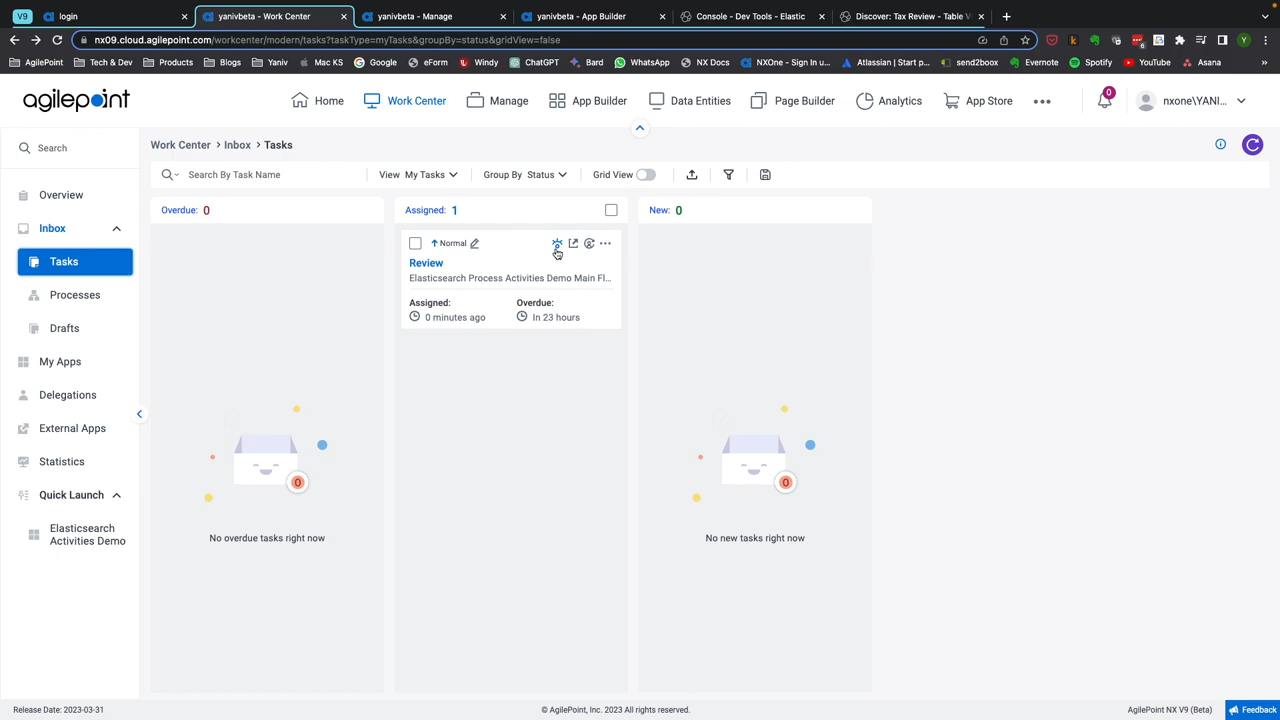 V9
login
yanivbeta - Work Center
yanivbeta - Manage
yanivbeta - App Builder
Console - Dev Tools - Elastic
Discover: Tax Review - Table V
nx09.cloud.agilepoint.com/workcenter/modern/tasks?taskType=myTasks&groupBy=status&gridView=false
AgilePoint
Tech & Dev
Products
Blogs
Yaniv
Mac KS
Google
eForm
Windy
ChatGPT
Bard
WhatsApp
NX Docs
NXOne - Sign In u...
Atlassian | Start p...
send2boox
Evernote
Spotify
YouTube
Asana
agilepoint
Home
Work Center
Manage
App Builder
Data Entities
Page Builder
Analytics
App Store
0
nxone\YANI...
Search
Work Center > Inbox > Tasks
Search By Task Name
View My Tasks
Group By Status
Grid View
Overview
Inbox
Tasks
Processes
Drafts
My Apps
Delegations
External Apps
Statistics
Quick Launch
Elasticsearch
Activities Demo
Overdue: 0
Assigned: 1
New: 0
Normal
Review
Elasticsearch Process Activities Demo Main Fl...
Assigned:
Overdue:
0 minutes ago
In 23 hours
0
0
No overdue tasks right now
No new tasks right now
Release Date: 2023-03-31
© AgilePoint, Inc. 2023 All rights reserved.
AgilePoint NX V9 (Beta)
Feedback